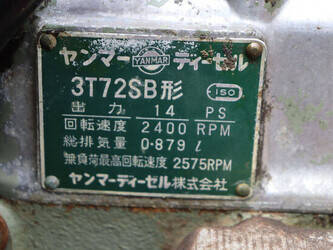 ヤンマー YANMAR ディーゼル
3T72SB形 ISO
出力 14 PS
回転速度 2400 RPM
総排気量 0.879 ℓ
無負荷最高回転速度 2575RPM
ヤンマーディーゼル株式会社